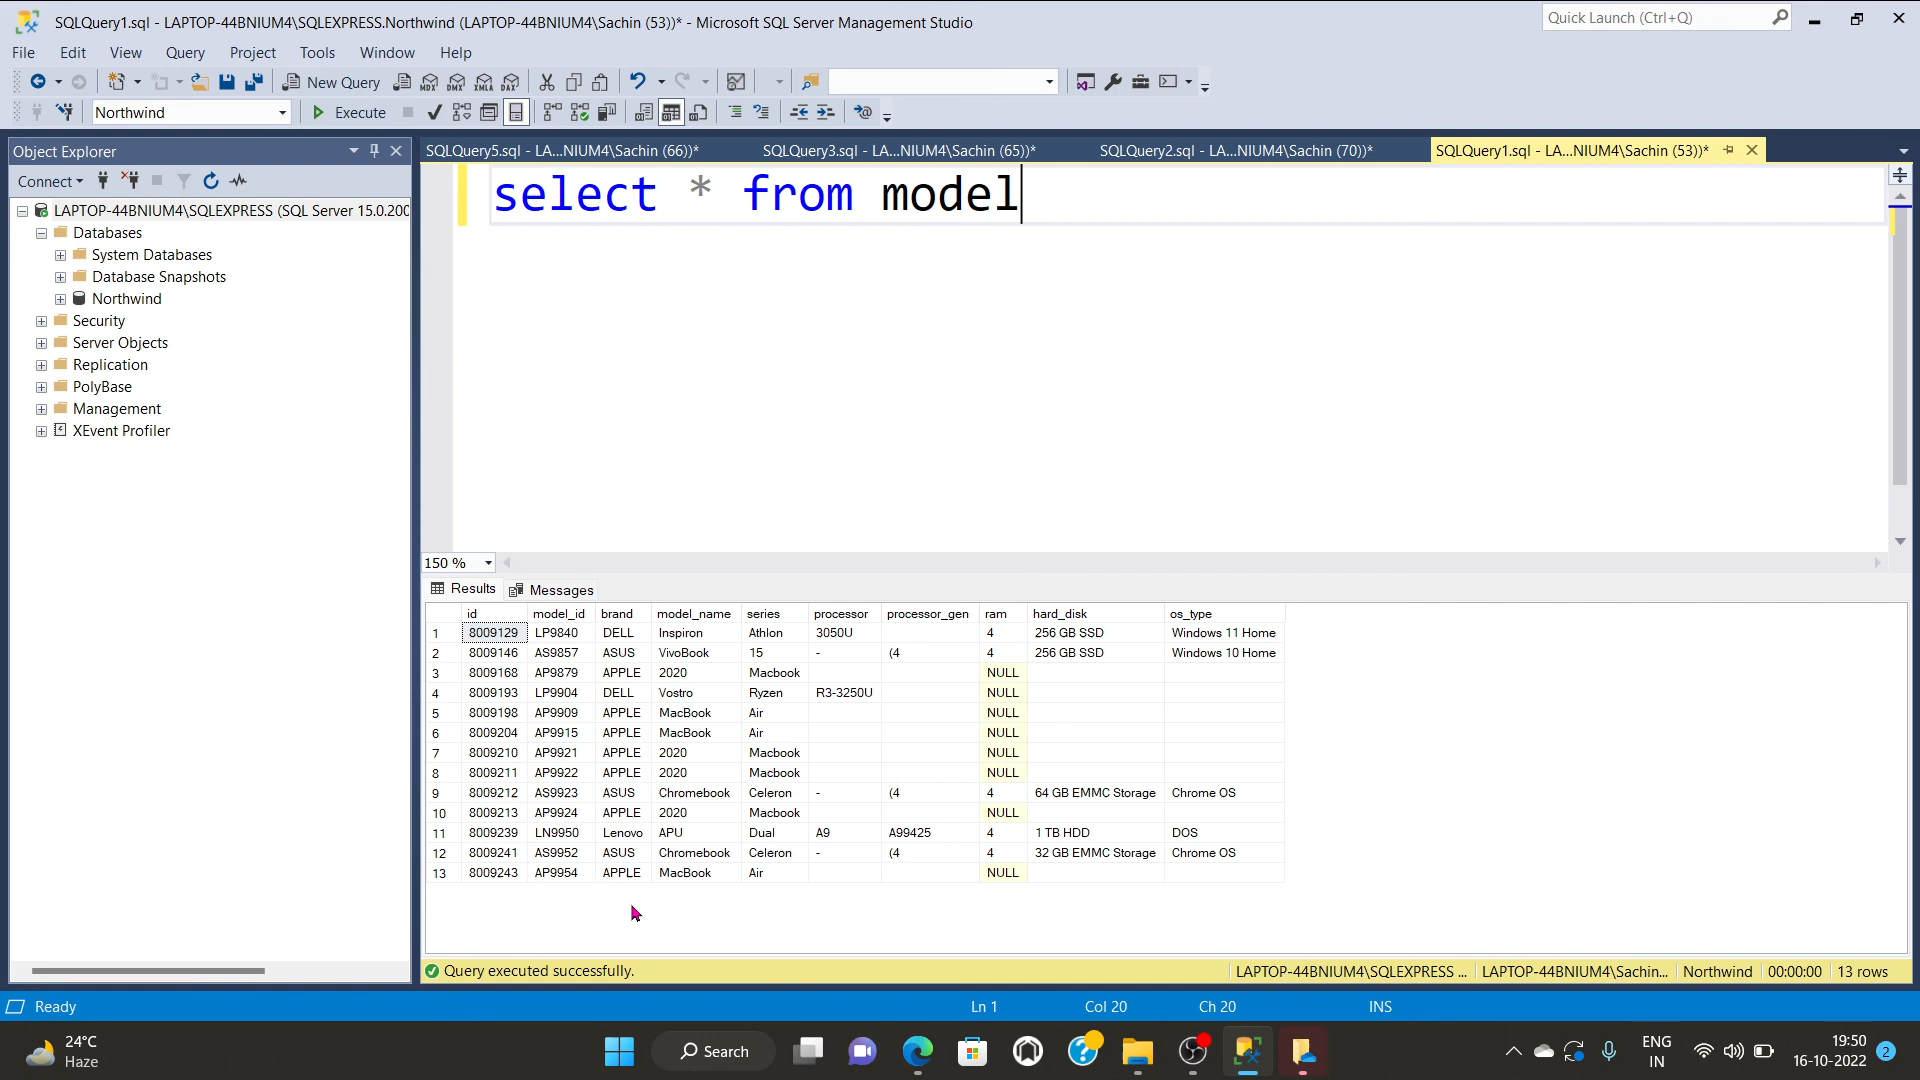 SQLQuery1.sql - LAPTOP-44BNIUM4\SQLEXPRESS.Northwind (LAPTOP-44BNIUM4\Sachin (53))* - Microsoft SQL Server Management Studio
Quick Launch (Ctrl+Q)
File Edit View Query Project Tools Window Help
New Query MDX DMX XMLA DAX
Northwind Execute
Object Explorer
SQLQuery5.sql - LA...NIUM4\Sachin (66))* SQLQuery3.sql - LA...NIUM4\Sachin (65))* SQLQuery2.sql - LA...NIUM4\Sachin (70))* SQLQuery1.sql - LA...NIUM4\Sachin (53))*
Connect
LAPTOP-44BNIUM4\SQLEXPRESS (SQL Server 15.0.200
Databases
System Databases
Database Snapshots
Northwind
Security
Server Objects
Replication
PolyBase
Management
XEvent Profiler
select * from model
150 %
Results Messages
id model_id brand model_name series processor processor_gen ram hard_disk os_type
1 8009129 LP9840 DELL Inspiron Athlon 3050U 4 256 GB SSD Windows 11 Home
2 8009146 AS9857 ASUS VivoBook 15 - (4 4 256 GB SSD Windows 10 Home
3 8009168 AP9879 APPLE 2020 Macbook NULL
4 8009193 LP9904 DELL Vostro Ryzen R3-3250U NULL
5 8009198 AP9909 APPLE MacBook Air NULL
6 8009204 AP9915 APPLE MacBook Air NULL
7 8009210 AP9921 APPLE 2020 Macbook NULL
8 8009211 AP9922 APPLE 2020 Macbook NULL
9 8009212 AS9923 ASUS Chromebook Celeron - (4 4 64 GB EMMC Storage Chrome OS
10 8009213 AP9924 APPLE 2020 Macbook NULL
11 8009239 LN9950 Lenovo APU Dual A9 A99425 4 1 TB HDD DOS
12 8009241 AS9952 ASUS Chromebook Celeron - (4 4 32 GB EMMC Storage Chrome OS
13 8009243 AP9954 APPLE MacBook Air NULL
Query executed successfully. LAPTOP-44BNIUM4\SQLEXPRESS ... LAPTOP-44BNIUM4\Sachin... Northwind 00:00:00 13 rows
Ready Ln 1 Col 20 Ch 20 INS
24°C
Haze
Search
ENG
IN
19:50
16-10-2022
2